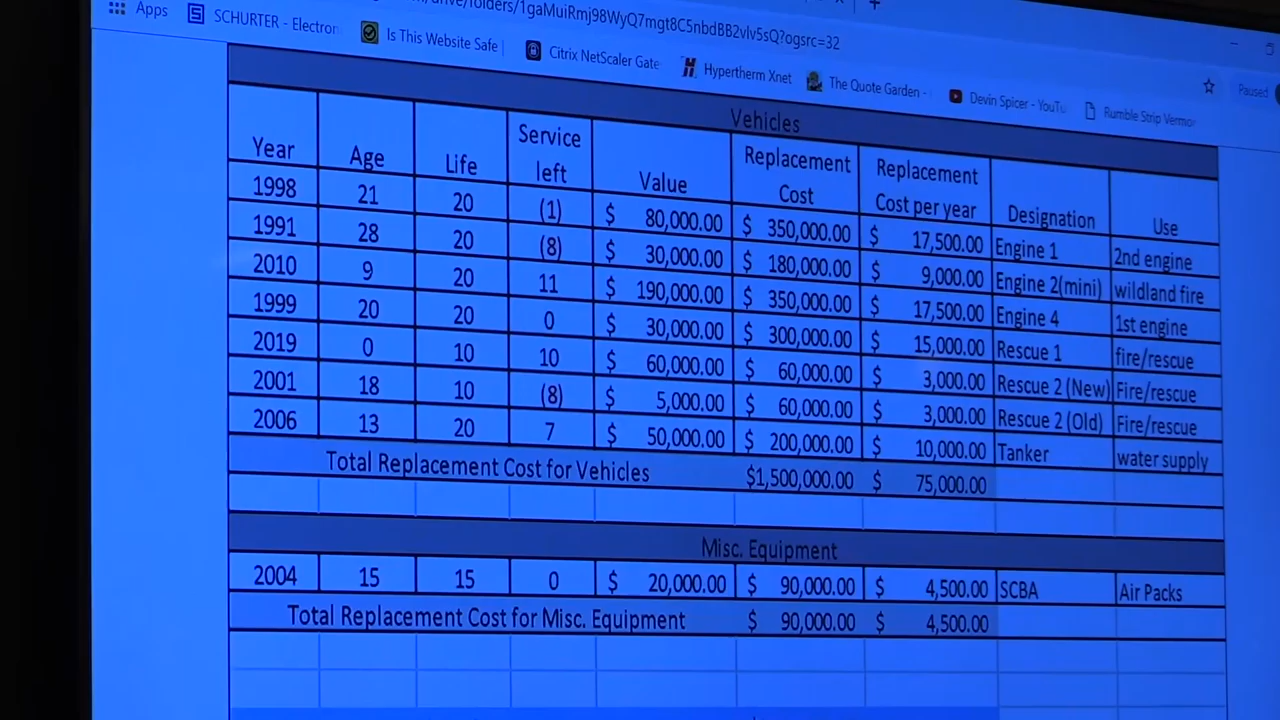 drive/folders/1gaMuiRmj98WyQ7mgt8C5nbdBB2vlv5sQ?ogsrc=32
Apps SCHURTER - Electron Is This Website Safe | Citrix NetScaler Gate Hypertherm Xnet The Quote Garden - Devin Spicer - YouTu Rumble Strip Vermon Paused
Vehicles
Year Age Life Service left Value Replacement Cost Replacement Cost per year Designation Use
1998 21 20 (1) $ 80,000.00 $ 350,000.00 $ 17,500.00 Engine 1 2nd engine
1991 28 20 (8) $ 30,000.00 $ 180,000.00 $ 9,000.00 Engine 2(mini) wildland fire
2010 9 20 11 $ 190,000.00 $ 350,000.00 $ 17,500.00 Engine 4 1st engine
1999 20 20 0 $ 30,000.00 $ 300,000.00 $ 15,000.00 Rescue 1 fire/rescue
2019 0 10 10 $ 60,000.00 $ 60,000.00 $ 3,000.00 Rescue 2 (New) Fire/rescue
2001 18 10 (8) $ 5,000.00 $ 60,000.00 $ 3,000.00 Rescue 2 (Old) Fire/rescue
2006 13 20 7 $ 50,000.00 $ 200,000.00 $ 10,000.00 Tanker water supply
Total Replacement Cost for Vehicles $1,500,000.00 $ 75,000.00
Misc. Equipment
2004 15 15 0 $ 20,000.00 $ 90,000.00 $ 4,500.00 SCBA Air Packs
Total Replacement Cost for Misc. Equipment $ 90,000.00 $ 4,500.00